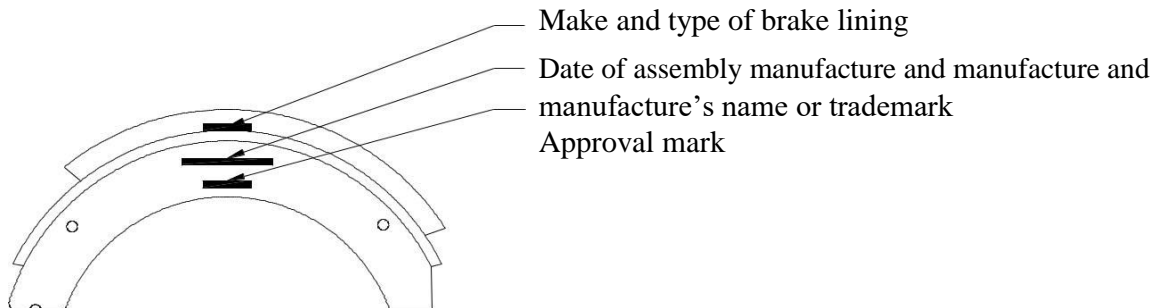 Make and type of brake lining
Date of assembly manufacture and manufacture and
manufacture’s name or trademark
Approval mark